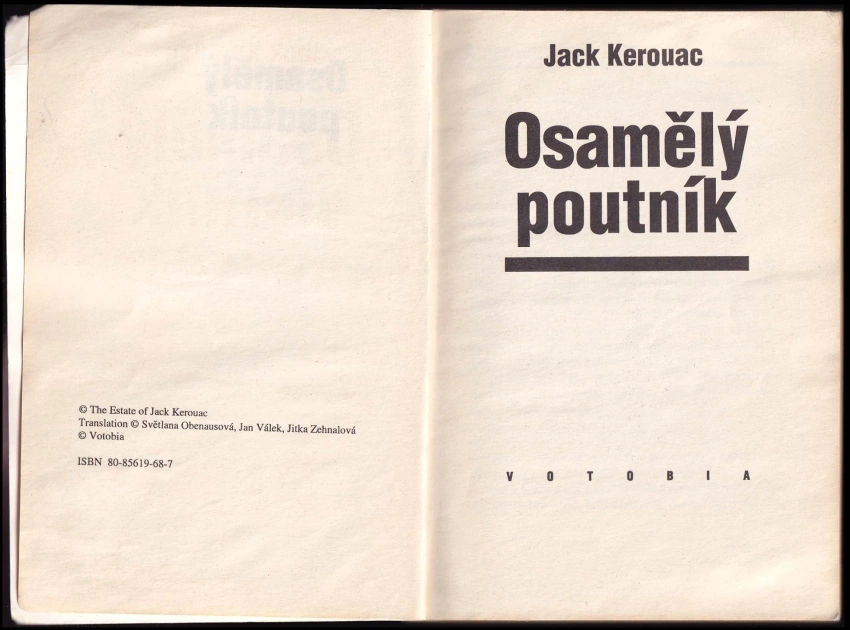 © The Estate of Jack Kerouac
Translation © Světlana Obenausová, Jan Válek, Jitka Zehnalová
© Votobia
ISBN 80-85619-68-7
Jack Kerouac
Osamělý
poutník
VOTOBIA